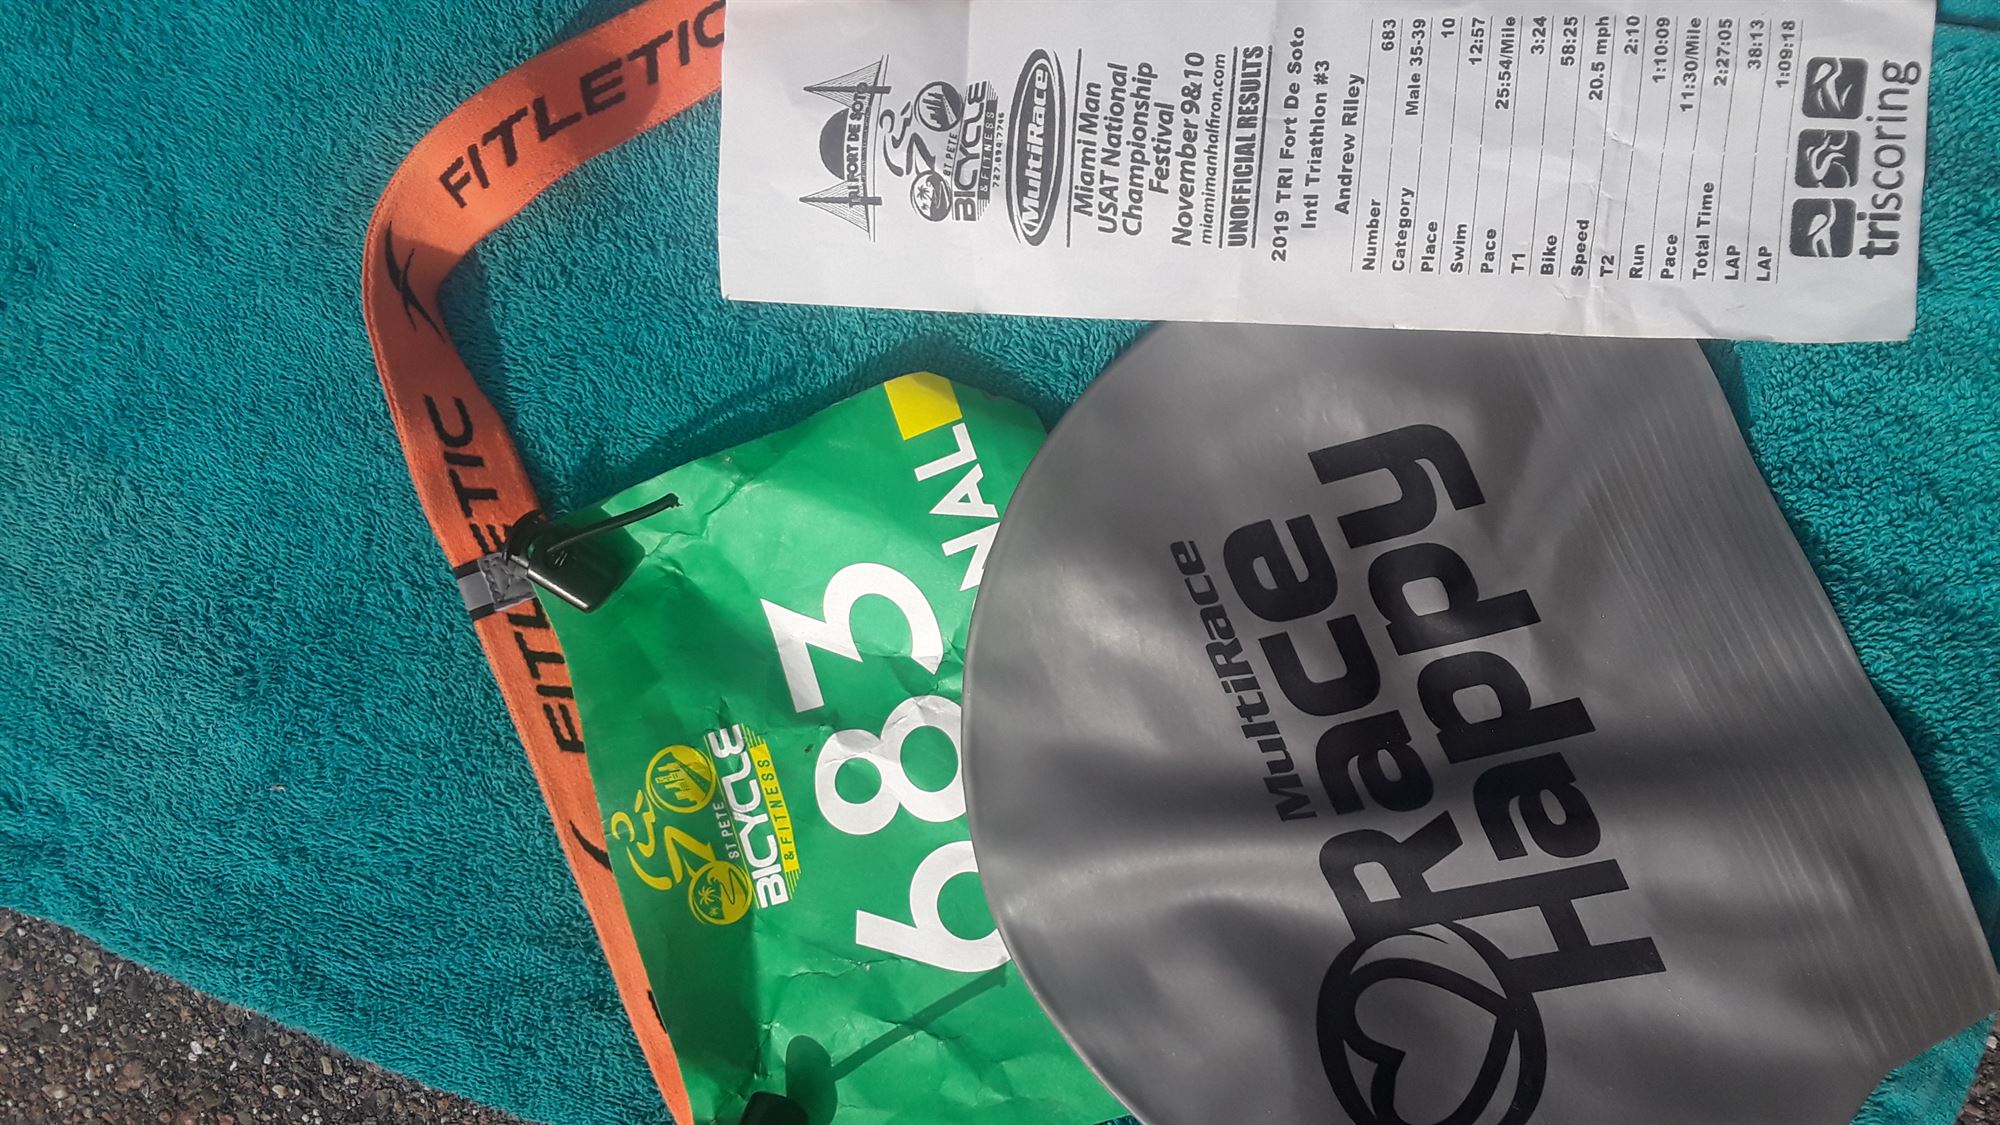 FITLETIC
FITLETIC
FITLETIC
TRI FORT DE SOTO
ST PETE
BICYCLE
& FITNESS
727.894.7746
MultiRace
Miami Man
USAT National
Championship
Festival
November 9&10
miamimanhalfiron.com
UNOFFICIAL RESULTS
2019 TRI Fort De Soto
Intl Triathlon #3
Andrew Riley
Number 683
Category Male 35-39
Place 10
Swim 12:57
Pace 25:54/Mile
T1 3:24
Bike 58:25
Speed 20.5 mph
T2 2:10
Run 1:10:09
Pace 11:30/Mile
Total Time 2:27:05
LAP 38:13
LAP 1:09:18
triscoring
ST PETE
BICYCLE
& FITNESS
683
NAL
MultiRace
Race
Happy